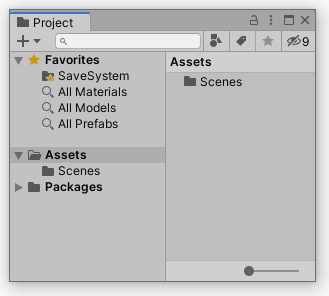 Project
9
Favorites
SaveSystem
All Materials
All Models
All Prefabs
Assets
Scenes
Packages
Assets
Scenes